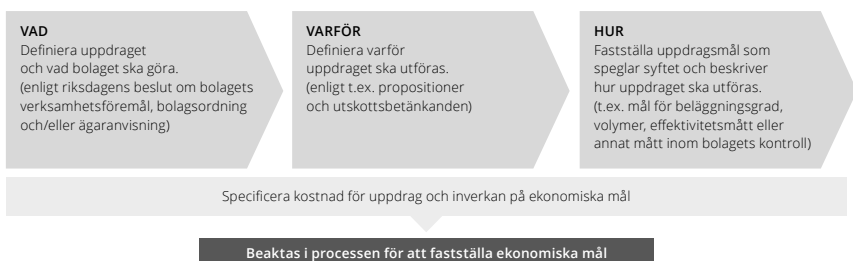 VAD
Definiera uppdraget
och vad bolaget ska göra.
(enligt riksdagens beslut om bolagets
verksamhetsföremål, bolagsordning
och/eller ägaranvisning)
VARFÖR
Definiera varför
uppdraget ska utföras.
(enligt t.ex. propositioner
och utskottsbetänkanden)
HUR
Fastställa uppdragsmål som
speglar syftet och beskriver
hur uppdraget ska utföras.
(t.ex. mål för beläggningsgrad,
volymer, effektivitetsmått eller
annat mått inom bolagets kontroll)
Specificera kostnad för uppdrag och inverkan på ekonomiska mål
Beaktas i processen för att fastställa ekonomiska mål